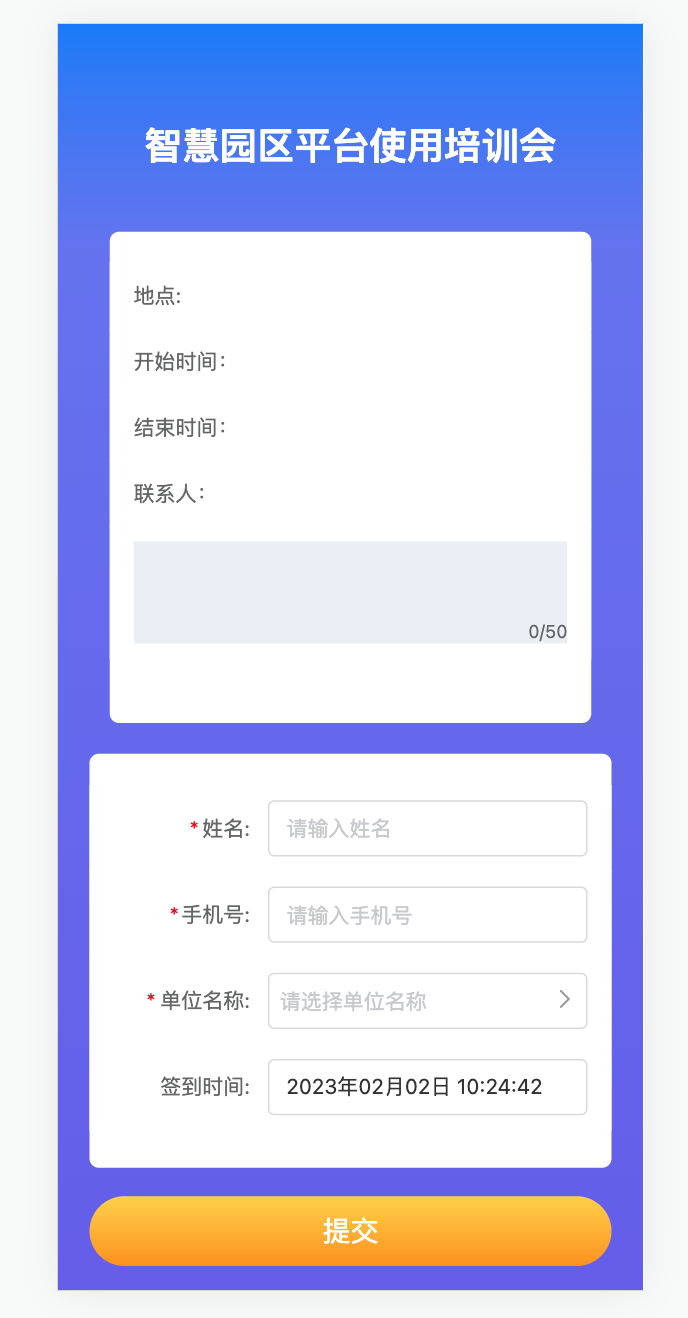 智慧园区平台使用培训会
地点:
开始时间:
结束时间:
联系人:
0/50
*姓名: 请输入姓名
*手机号: 请输入手机号
* 单位名称: 请选择单位名称
签到时间: 2023年02月02日 10:24:42
提交